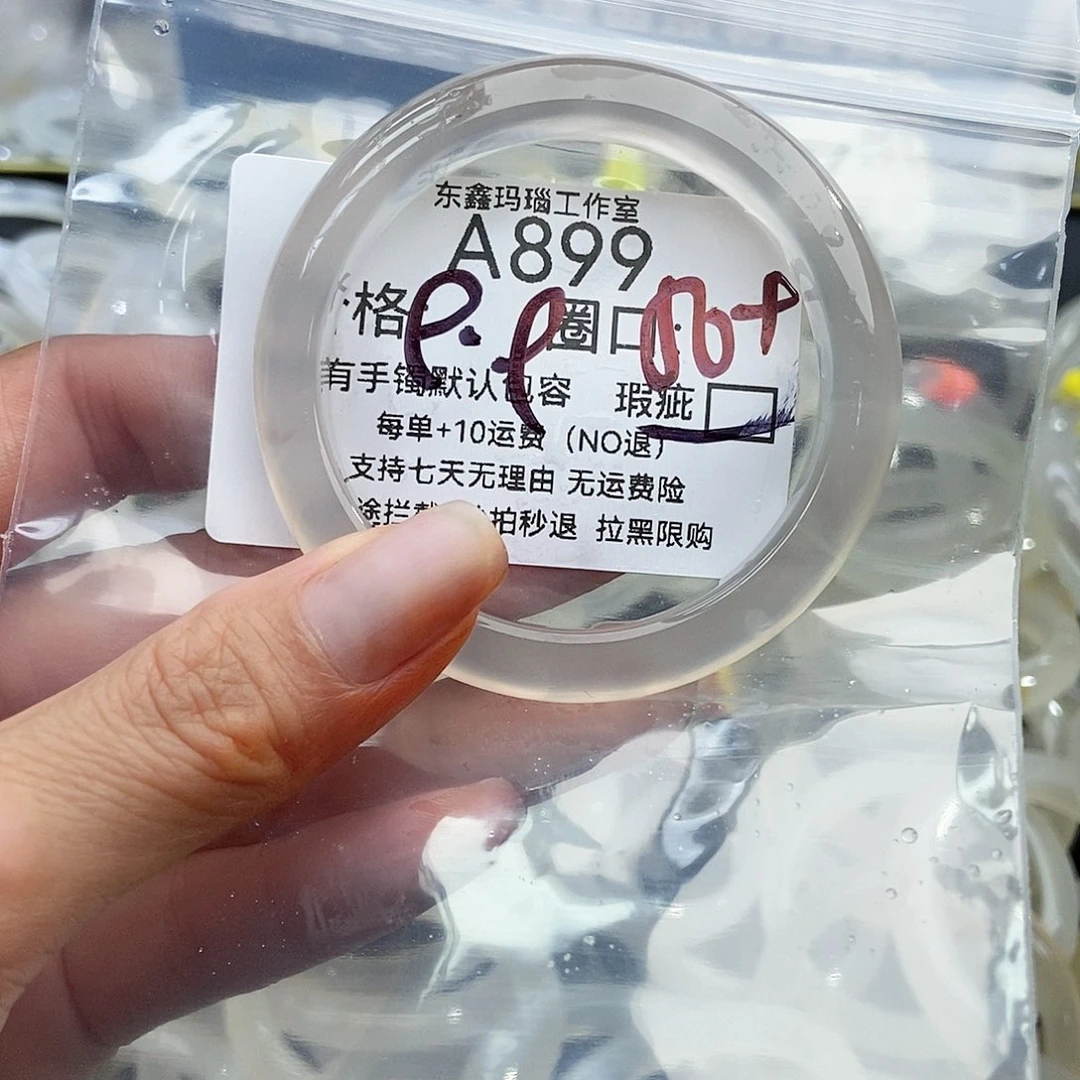 东鑫玛瑙工作室
A899
格 圈口
有手镯默认包容 瑕疵
每单+10运费 (NO退)
支持七天无理由 无运费险
途拦 拍秒退 拉黑限购